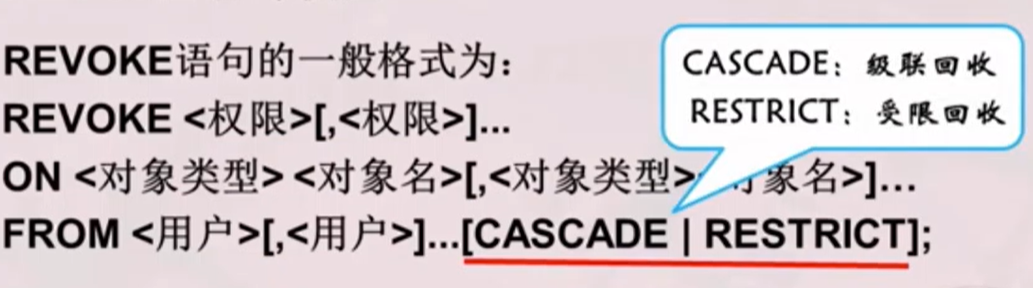 REVOKE语句的一般格式为：
REVOKE <权限>[,<权限>]...
ON <对象类型> <对象名>[,<对象类型> 对象名>]…
FROM <用户>[,<用户>]...[CASCADE | RESTRICT];
CASCADE：级联回收
RESTRICT：受限回收